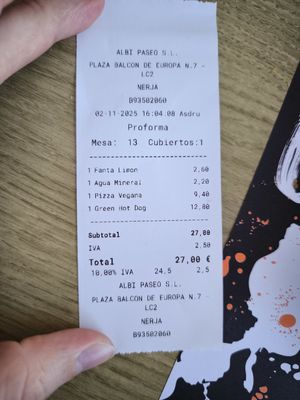 ALBI PASEO S.L.
PLAZA BALCON DE EUROPA N.7 -
LC2
NERJA
B93502060
02-11-2025 16:04:08 Asdru
Proforma
Mesa: 13 Cubiertos:1
1 Fanta Limon 2,60
1 Agua Mineral 2,20
1 Pizza Vegana 9,40
1 Green Hot Dog 12,80
Subtotal 27,00
IVA 2,50
Total 27,00 €
10,00% IVA 24,5 2,5
ALBI PASEO S.L.
PLAZA BALCON DE EUROPA N.7 -
LC2
NERJA
B93502060